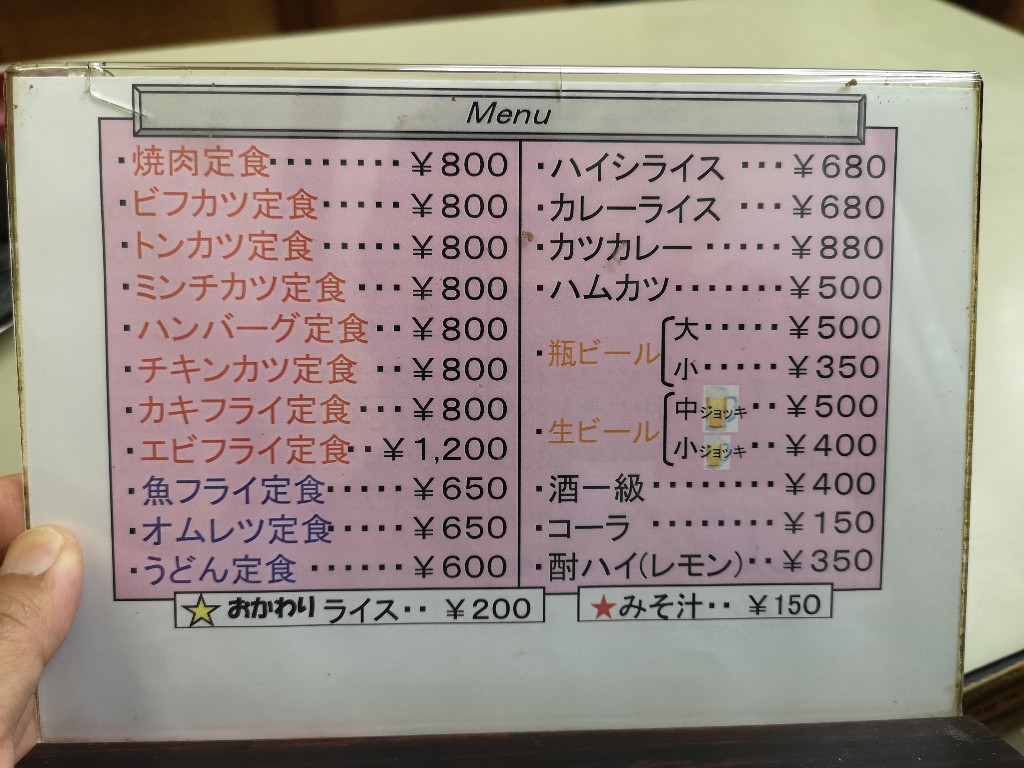 Menu
・焼肉定食········￥800
・ビフカツ定食·····￥800
・トンカツ定食·····￥800
・ミンチカツ定食···￥800
・ハンバーグ定食··￥800
・チキンカツ定食··￥800
・カキフライ定食···￥800
・エビフライ定食··￥1,200
・魚フライ定食·····￥650
・オムレツ定食·····￥650
・うどん定食······￥600
・ハイシライス···￥680
・カレーライス···￥680
・カツカレー·····￥880
・ハムカツ·······￥500
・瓶ビール
大·····￥500
小·····￥350
・生ビール
中ジョッキ··￥500
小ジョッキ··￥400
・酒一級········￥400
・コーラ········￥150
・酎ハイ(レモン)··￥350
☆おかわりライス··￥200
★みそ汁··￥150